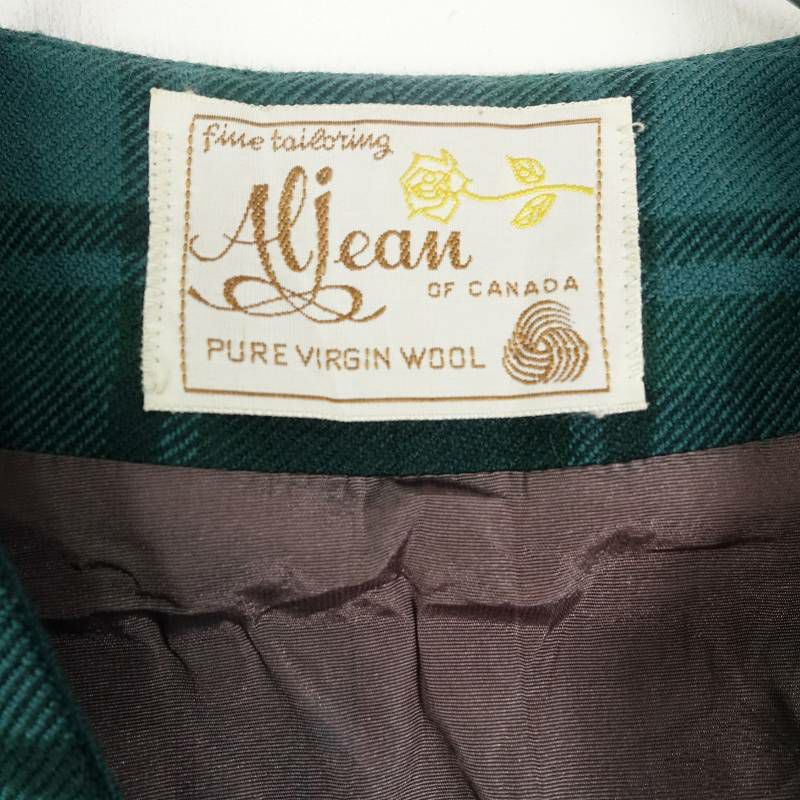 fine tailoring
Aljean
OF CANADA
PURE VIRGIN WOOL